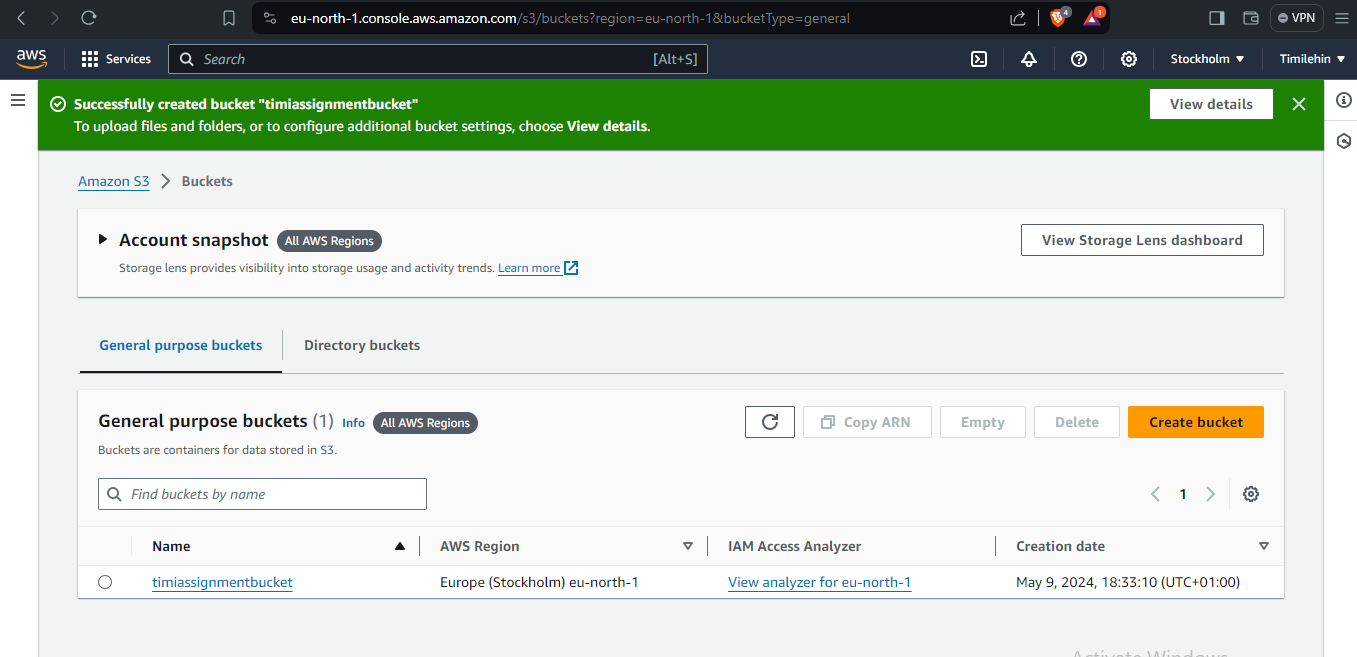 eu-north-1.console.aws.amazon.com/s3/buckets?region=eu-north-1&bucketType=general
4
1
VPN
aws
Services
Search
[Alt+S]
Stockholm
Timilehin
Successfully created bucket "timiassignmentbucket"
To upload files and folders, or to configure additional bucket settings, choose View details.
View details
Amazon S3
Buckets
Account snapshot
All AWS Regions
Storage lens provides visibility into storage usage and activity trends. Learn more
View Storage Lens dashboard
General purpose buckets
Directory buckets
General purpose buckets (1) Info All AWS Regions
Buckets are containers for data stored in S3.
Copy ARN
Empty
Delete
Create bucket
Find buckets by name
1
Name
AWS Region
IAM Access Analyzer
Creation date
timiassignmentbucket
Europe (Stockholm) eu-north-1
View analyzer for eu-north-1
May 9, 2024, 18:33:10 (UTC+01:00)
Activate Windows